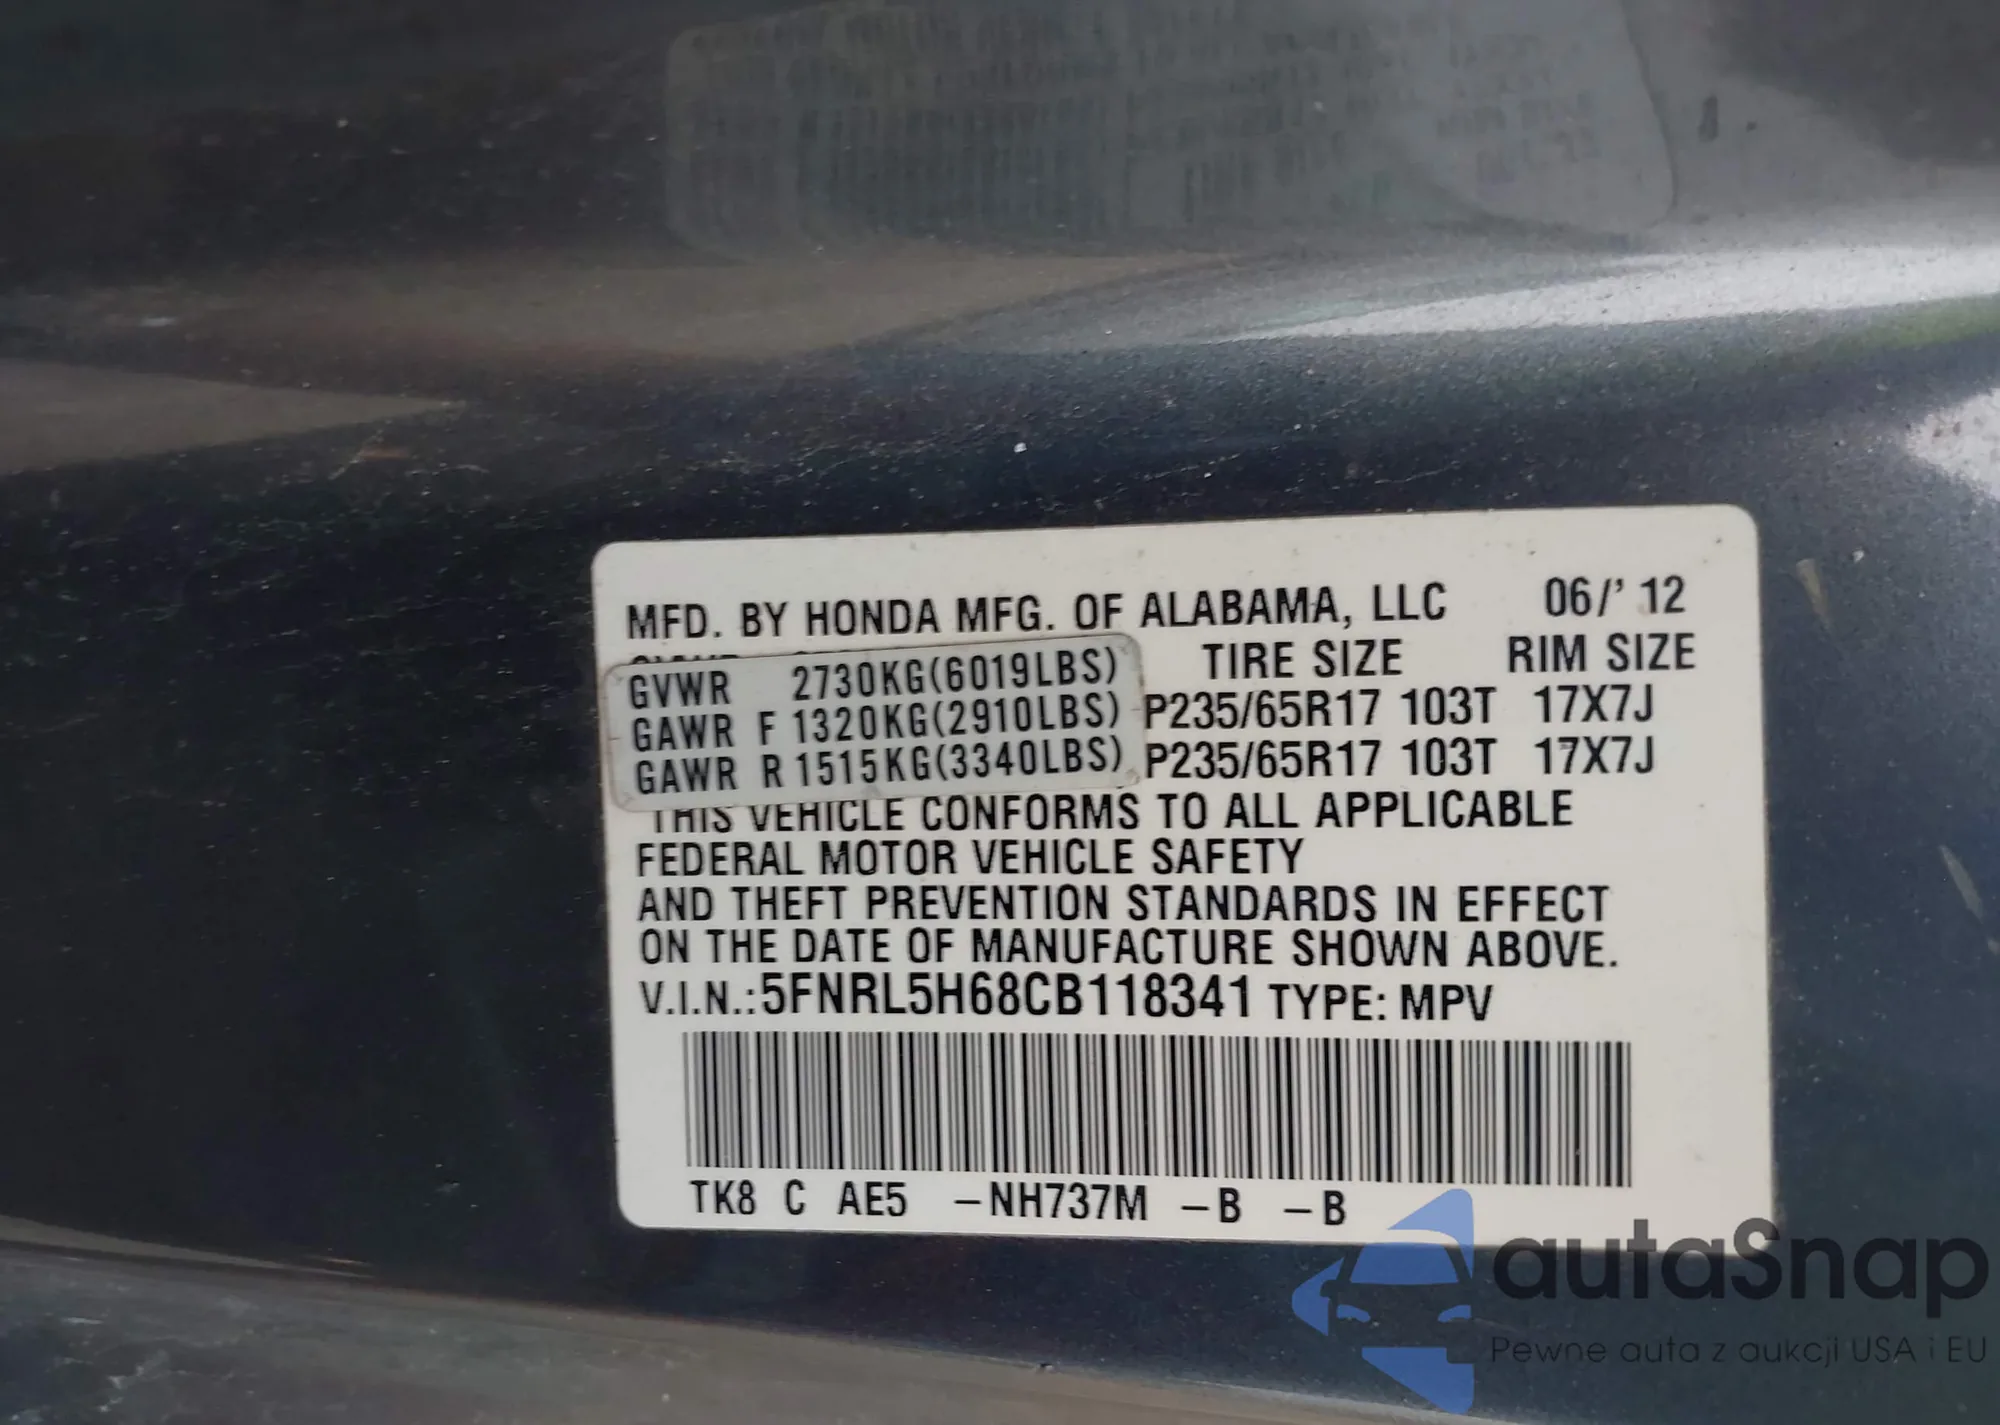 MFD. BY HONDA MFG. OF ALABAMA, LLC 06/' 12
TIRE SIZE RIM SIZE
GVWR 2730KG(6019LBS)
GAWR F 1320KG(2910LBS) P235/65R17 103T 17X7J
GAWR R 1515KG(3340LBS) P235/65R17 103T 17X7J
THIS VEHICLE CONFORMS TO ALL APPLICABLE
FEDERAL MOTOR VEHICLE SAFETY
AND THEFT PREVENTION STANDARDS IN EFFECT
ON THE DATE OF MANUFACTURE SHOWN ABOVE.
V.I.N.:5FNRL5H68CB118341 TYPE: MPV
TK8 C AE5 -NH737M -B -B
autaSnap
Pewne auta z aukcji USA i EU